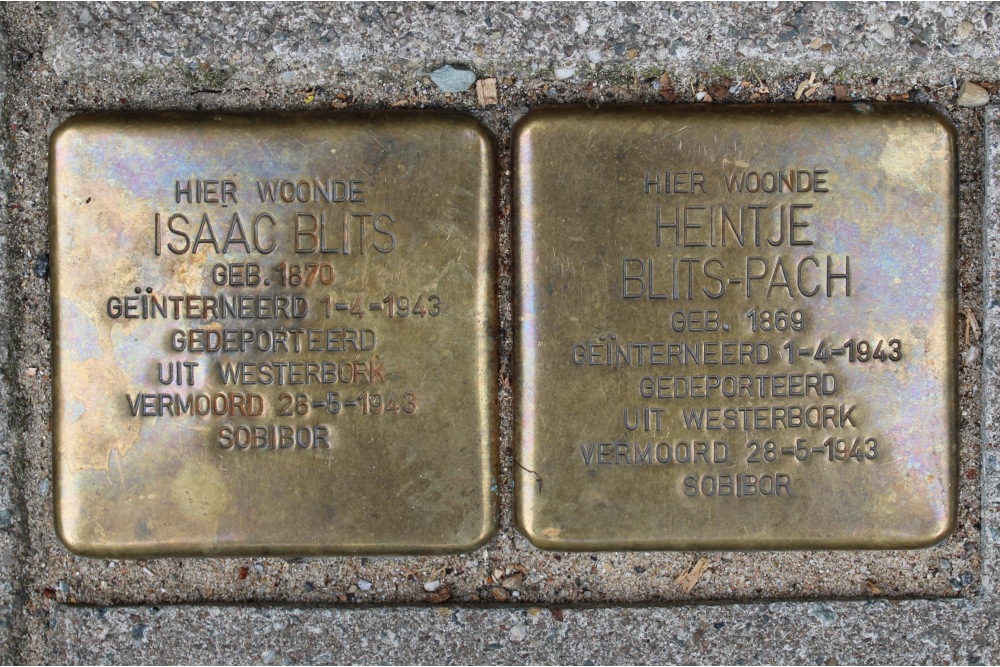 HIER WOONDE
ISAAC BLITS
GEB. 1870
GEÏNTERNEERD 1-4-1943
GEDEPORTEERD
UIT WESTERBORK
VERMOORD 28-5-1943
SOBIBOR
HIER WOONDE
HEINTJE
BLITS-PACH
GEB. 1869
GEÏNTERNEERD 1-4-1943
GEDEPORTEERD
UIT WESTERBORK
VERMOORD 28-5-1943
SOBIBOR